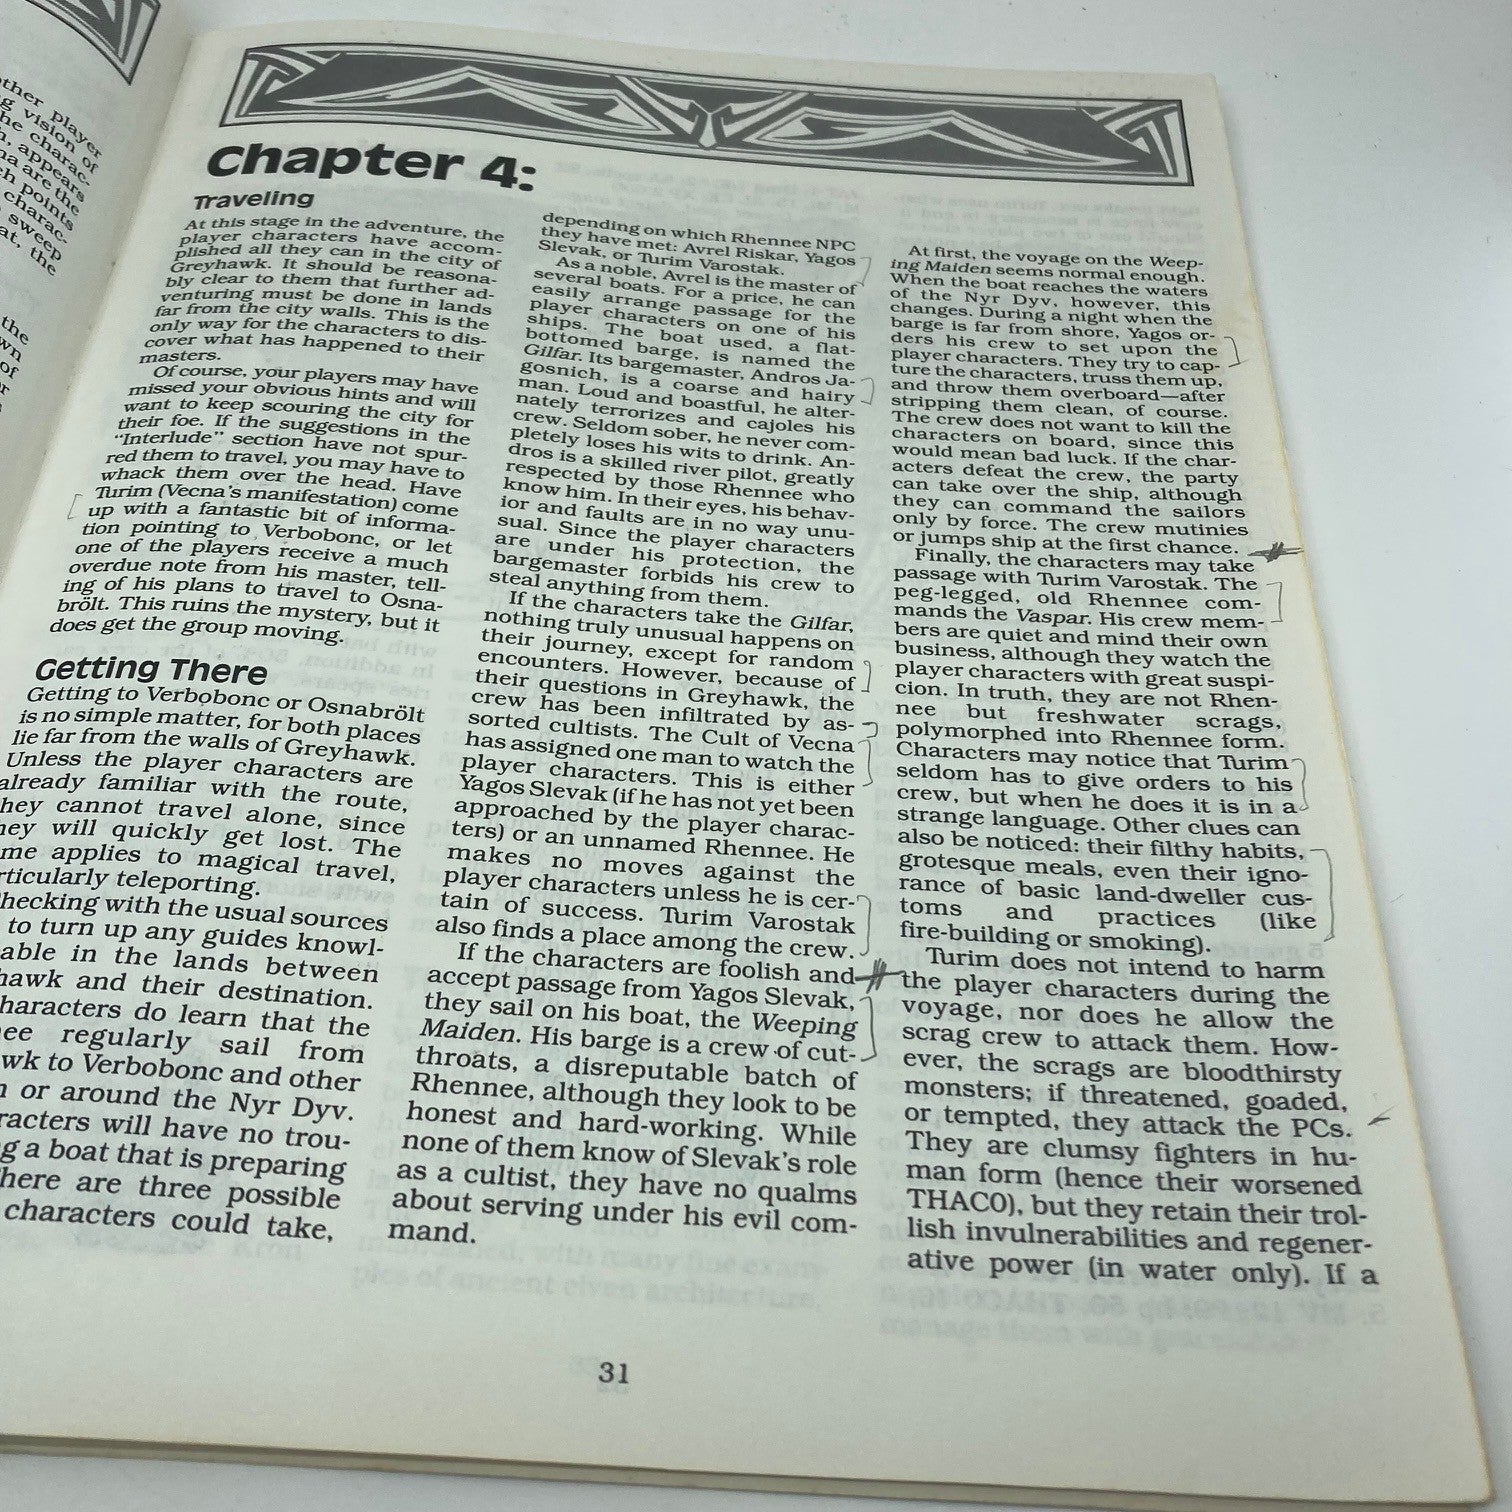 other player
vision of
the charac-
appears
are the
points
charac-
sweep
the
the
of
Chapter 4:
Traveling
At this stage in the adventure, the
player characters have accom-
plished all they can in the city of
Greyhawk. It should be reasona-
bly clear to them that further ad-
venturing must be done in lands
far from the city walls. This is the
only way for the characters to dis-
cover what has happened to their
masters.
Of course, your players may have
missed your obvious hints and will
want to keep scouring the city for
their foe. If the suggestions in the
“Interlude” section have not spur-
red them to travel, you may have to
whack them over the head. Have
Turim (Vecna’s manifestation) come
up with a fantastic bit of informa-
tion pointing to Verbobonc, or let
one of the players receive a much
overdue note from his master, tell-
ing of his plans to travel to Osna-
brölt. This ruins the mystery, but it
does get the group moving.
Getting There
Getting to Verbobonc or Osnabrölt
is no simple matter, for both places
lie far from the walls of Greyhawk.
Unless the player characters are
already familiar with the route,
hey cannot travel alone, since
ey will quickly get lost. The
me applies to magical travel,
rticularly teleporting.
hecking with the usual sources
to turn up any guides knowl-
able in the lands between
hawk and their destination.
haracters do learn that the
ee regularly sail from
wk to Verbobonc and other
n or around the Nyr Dyv.
racters will have no trou-
g a boat that is preparing
here are three possible
characters could take,
depending on which Rhennee NPC
they have met: Avrel Riskar, Yagos
Slevak, or Turim Varostak.
As a noble, Avrel is the master of
several boats. For a price, he can
easily arrange passage for the
player characters on one of his
ships. The boat used, a flat-
bottomed barge, is named the
Gilfar. Its bargemaster, Andros Ja-
gosnich, is a coarse and hairy
man. Loud and boastful, he alter-
nately terrorizes and cajoles his
crew. Seldom sober, he never com-
pletely loses his wits to drink. An-
dros is a skilled river pilot, greatly
respected by those Rhennee who
know him. In their eyes, his behav-
ior and faults are in no way unu-
sual. Since the player characters
are under his protection, the
bargemaster forbids his crew to
steal anything from them.
If the characters take the Gilfar,
nothing truly unusual happens on
their journey, except for random
encounters. However, because of
their questions in Greyhawk, the
crew has been infiltrated by as-
sorted cultists. The Cult of Vecna
has assigned one man to watch the
player characters. This is either
Yagos Slevak (if he has not yet been
approached by the player charac-
ters) or an unnamed Rhennee. He
makes no moves against the
player characters unless he is cer-
tain of success. Turim Varostak
also finds a place among the crew.
If the characters are foolish and
accept passage from Yagos Slevak,
they sail on his boat, the Weeping
Maiden. His barge is a crew of cut-
throats, a disreputable batch of
Rhennee, although they look to be
honest and hard-working. While
none of them know of Slevak’s role
as a cultist, they have no qualms
about serving under his evil com-
mand.
At first, the voyage on the Weep-
ing Maiden seems normal enough.
When the boat reaches the waters
of the Nyr Dyv, however, this
changes. During a night when the
barge is far from shore, Yagos or-
ders his crew to set upon the
player characters. They try to cap-
ture the characters, truss them up,
and throw them overboard—after
stripping them clean, of course.
The crew does not want to kill the
characters on board, since this
would mean bad luck. If the char-
acters defeat the crew, the party
can take over the ship, although
they can command the sailors
only by force. The crew mutinies
or jumps ship at the first chance.
Finally, the characters may take
passage with Turim Varostak. The
peg-legged, old Rhennee com-
mands the Vaspar. His crew mem-
bers are quiet and mind their own
business, although they watch the
player characters with great suspi-
cion. In truth, they are not Rhen-
nee but freshwater scrags,
polymorphed into Rhennee form.
Characters may notice that Turim
seldom has to give orders to his
crew, but when he does it is in a
strange language. Other clues can
also be noticed: their filthy habits,
grotesque meals, even their igno-
rance of basic land-dweller cus-
toms and practices (like
fire-building or smoking).
Turim does not intend to harm
the player characters during the
voyage, nor does he allow the
scrag crew to attack them. How-
ever, the scrags are bloodthirsty
monsters; if threatened, goaded,
or tempted, they attack the PCs.
They are clumsy fighters in hu-
man form (hence their worsened
THAC0), but they retain their trol-
lish invulnerabilities and regener-
ative power (in water only). If a
31